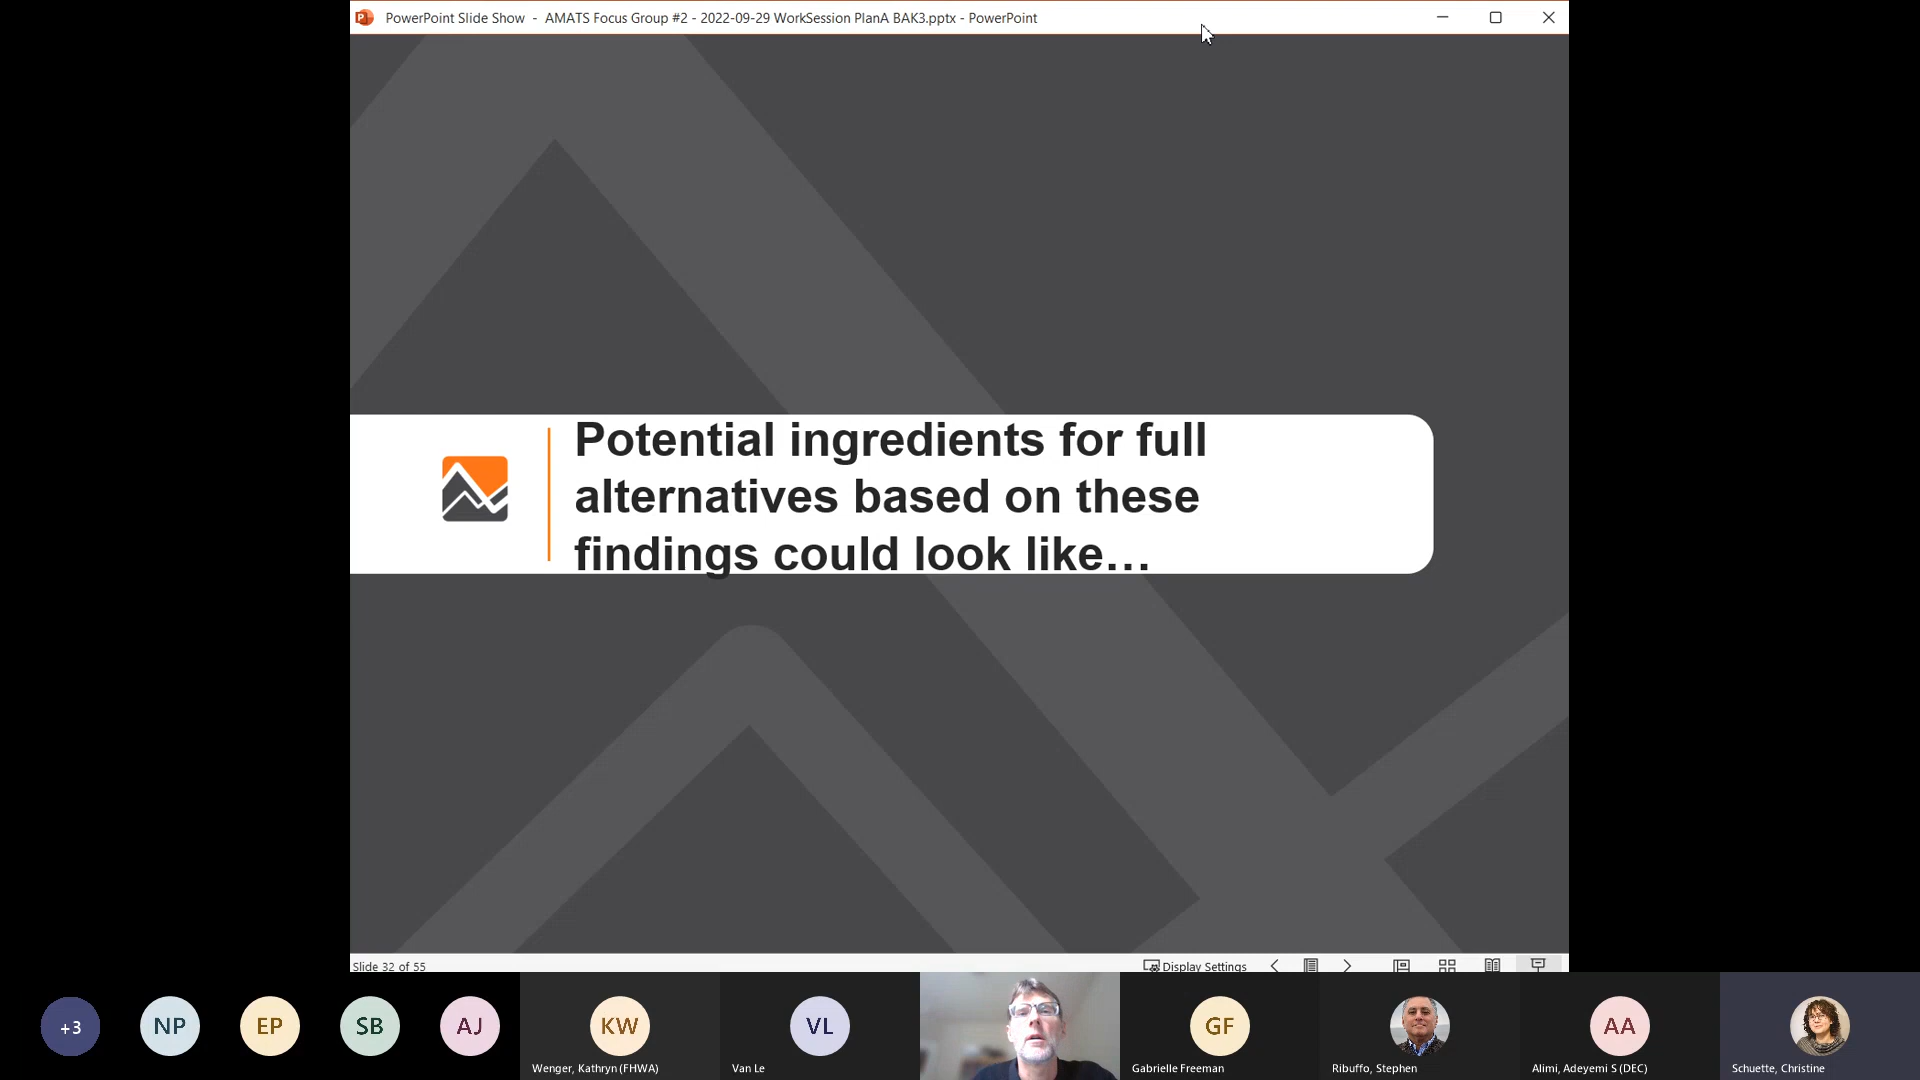 PowerPoint Slide Show - AMATS Focus Group #2 - 2022-09-29 WorkSession PlanA BAK3.pptx - PowerPoint
Potential ingredients for full
alternatives based on these
findings could look like…
Slide 32 of 55
Display Settings
+3
NP
EP
SB
AJ
KW
VL
GF
AA
Wenger, Kathryn (FHWA)
Van Le
Gabrielle Freeman
Ribuffo, Stephen
Alimi, Adeyemi S (DEC)
Schuette, Christine